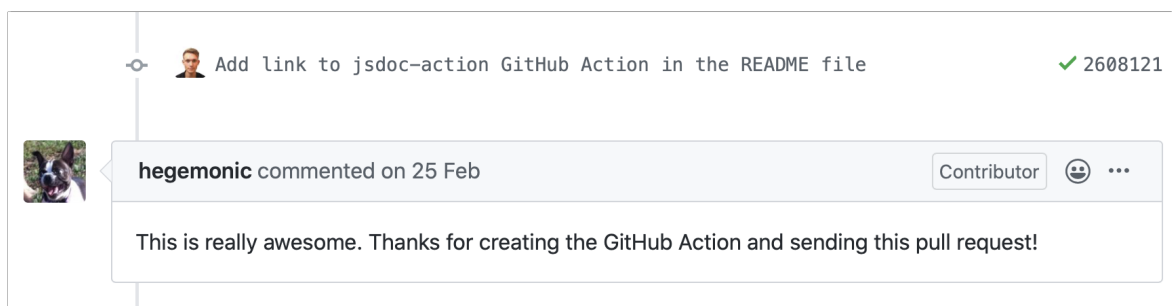 Add link to jsdoc-action GitHub Action in the README file 2608121
hegemonic commented on 25 Feb Contributor
This is really awesome. Thanks for creating the GitHub Action and sending this pull request!